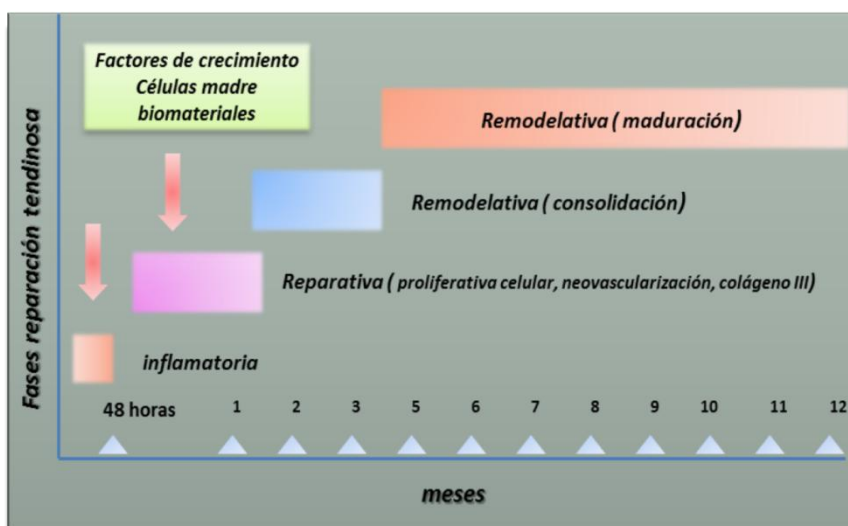 Factores de crecimiento
Células madre
biomateriales
Remodelativa ( maduración)
Remodelativa ( consolidación)
Reparativa ( proliferativa celular, neovascularización, colágeno III)
inflamatoria
Fases reparación tendinosa
48 horas 1 2 3 5 6 7 8 9 10 11 12
meses